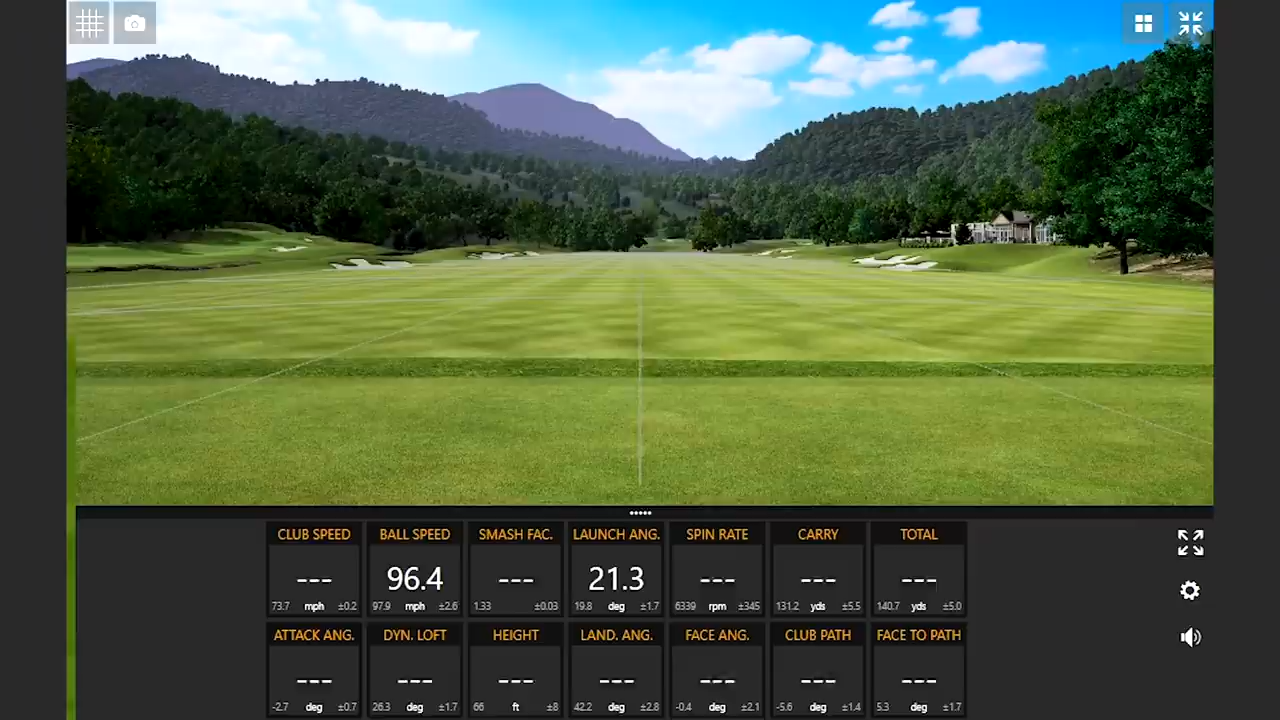 CLUB SPEED BALL SPEED SMASH FAC. LAUNCH ANG. SPIN RATE CARRY TOTAL
--- 96.4 --- 21.3 --- --- ---
73.7 mph ±0.2 97.9 mph ±2.6 1.33 ±0.03 19.8 deg ±1.7 6339 rpm ±345 131.2 yds ±5.5 140.7 yds ±5.0
ATTACK ANG. DYN. LOFT HEIGHT LAND. ANG. FACE ANG. CLUB PATH FACE TO PATH
--- --- --- --- --- --- ---
-2.7 deg ±0.7 26.3 deg ±1.7 66 ft ±8 42.2 deg ±2.8 -0.4 deg ±2.1 -5.6 deg ±1.4 5.3 deg ±1.7